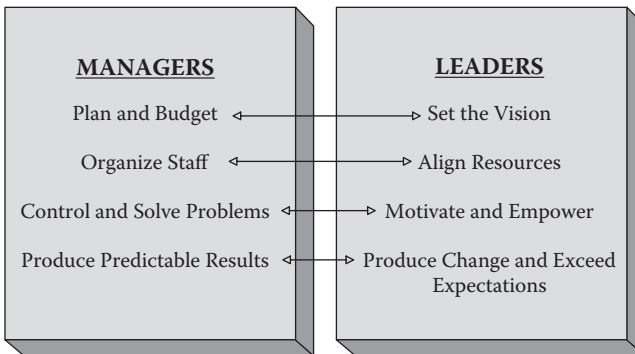 MANAGERS
Plan and Budget
Organize Staff
Control and Solve Problems
Produce Predictable Results
LEADERS
Set the Vision
Align Resources
Motivate and Empower
Produce Change and Exceed
Expectations